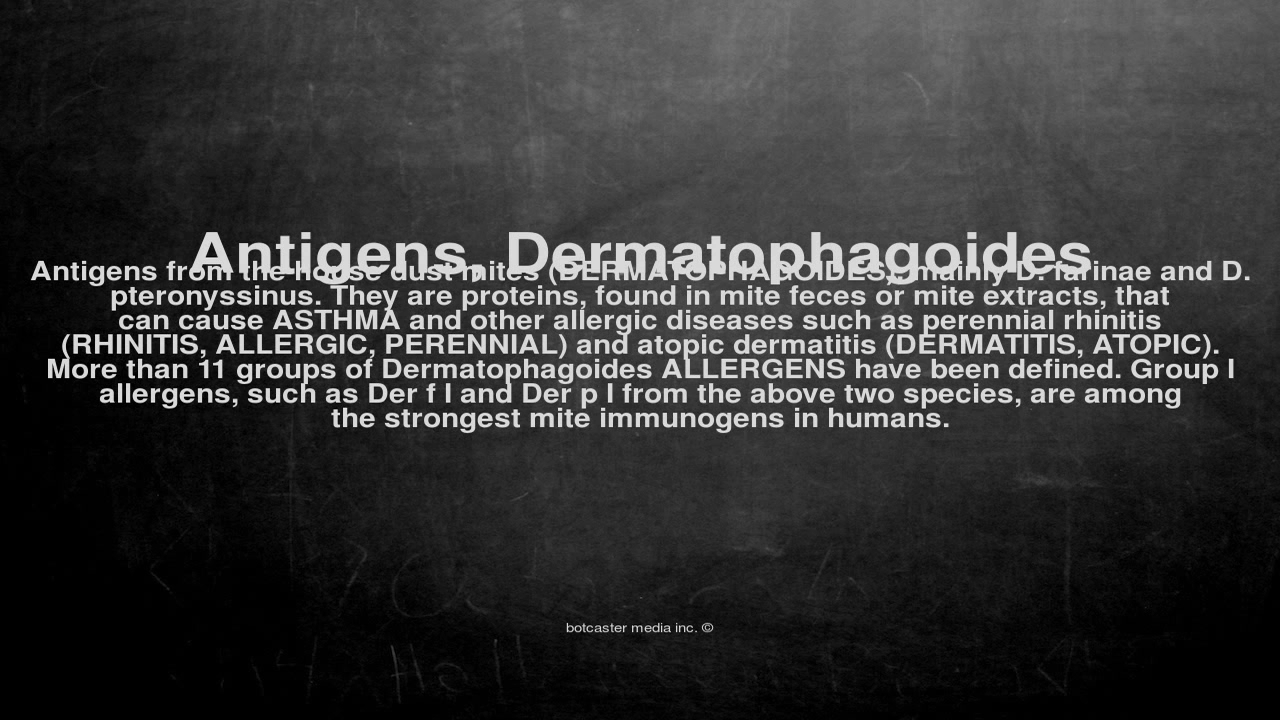 Antigens, Dermatophagoides
Antigens from the house dust mites (DERMATOPHAGOIDES), mainly D. farinae and D.
pteronyssinus. They are proteins, found in mite feces or mite extracts, that
can cause ASTHMA and other allergic diseases such as perennial rhinitis
(RHINITIS, ALLERGIC, PERENNIAL) and atopic dermatitis (DERMATITIS, ATOPIC).
More than 11 groups of Dermatophagoides ALLERGENS have been defined. Group I
allergens, such as Der f I and Der p I from the above two species, are among
the strongest mite immunogens in humans.
botcaster media inc. ©